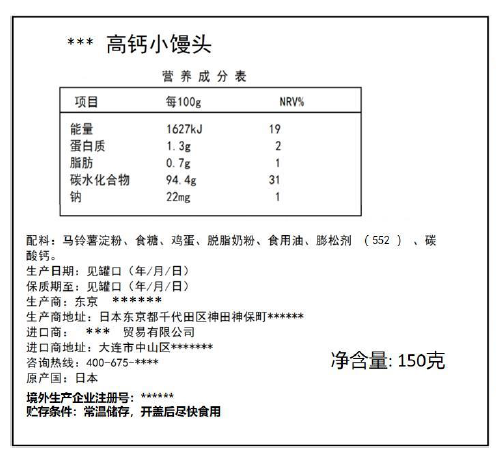 *** 高钙小馒头
营养成分表
项目 每100g NRV%
能量 1627kJ 19
蛋白质 1.3g 2
脂肪 0.7g 1
碳水化合物 94.4g 31
钠 22mg 1
配料：马铃薯淀粉、食糖、鸡蛋、脱脂奶粉、食用油、膨松剂 （552 ） 、碳
酸钙。
生产日期：见罐口（年/月/日）
保质期至：见罐口（年/月/日）
生产商：东京 ******
生产商地址：日本东京都千代田区神田神保町******
进口商： *** 贸易有限公司
进口商地址：大连市中山区*******
咨询热线：400-675-****
原产国：日本
净含量: 150克
境外生产企业注册号：******
贮存条件：常温储存，开盖后尽快食用